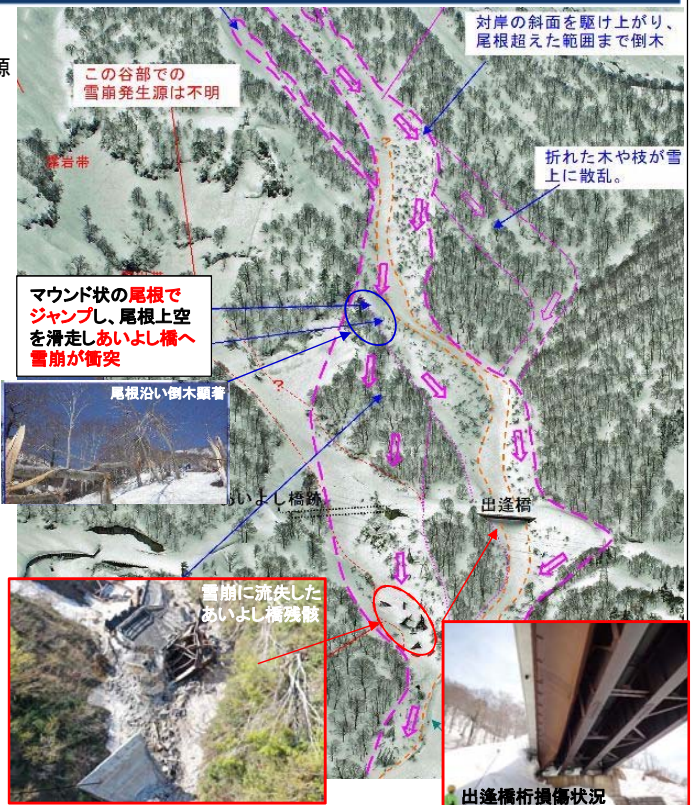 対岸の斜面を駆け上がり、
尾根超えた範囲まで倒木
源
この谷部での
雪崩発生源は不明
折れた木や枝が雪
上に散乱。
岩帯
マウンド状の尾根で
ジャンプし、尾根上空
を滑走しあいよし橋へ
雪崩が衝突
?
?
尾根沿い倒木顕著
あいよし橋跡
出逢橋
雪崩に流失した
あいよし橋残骸
出逢橋桁損傷状況